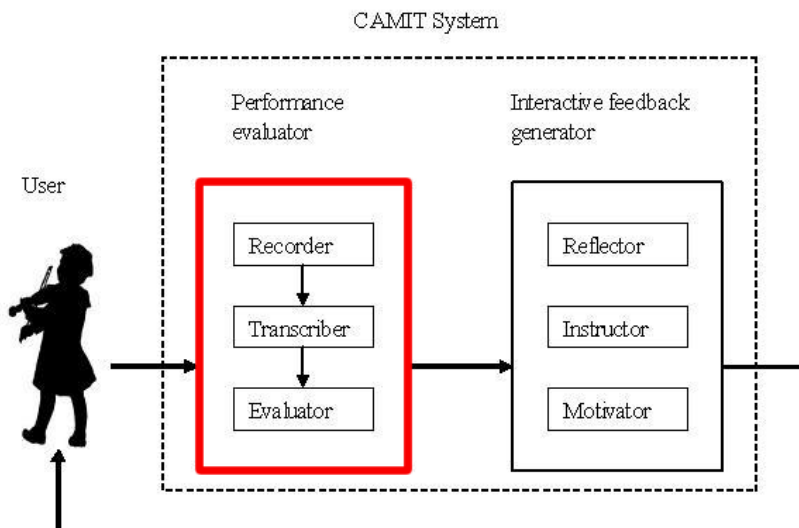 CAMIT System
Performance
evaluator
Interactive feedback
generator
User
Recorder
Transcriber
Evaluator
Reflector
Instructor
Motivator